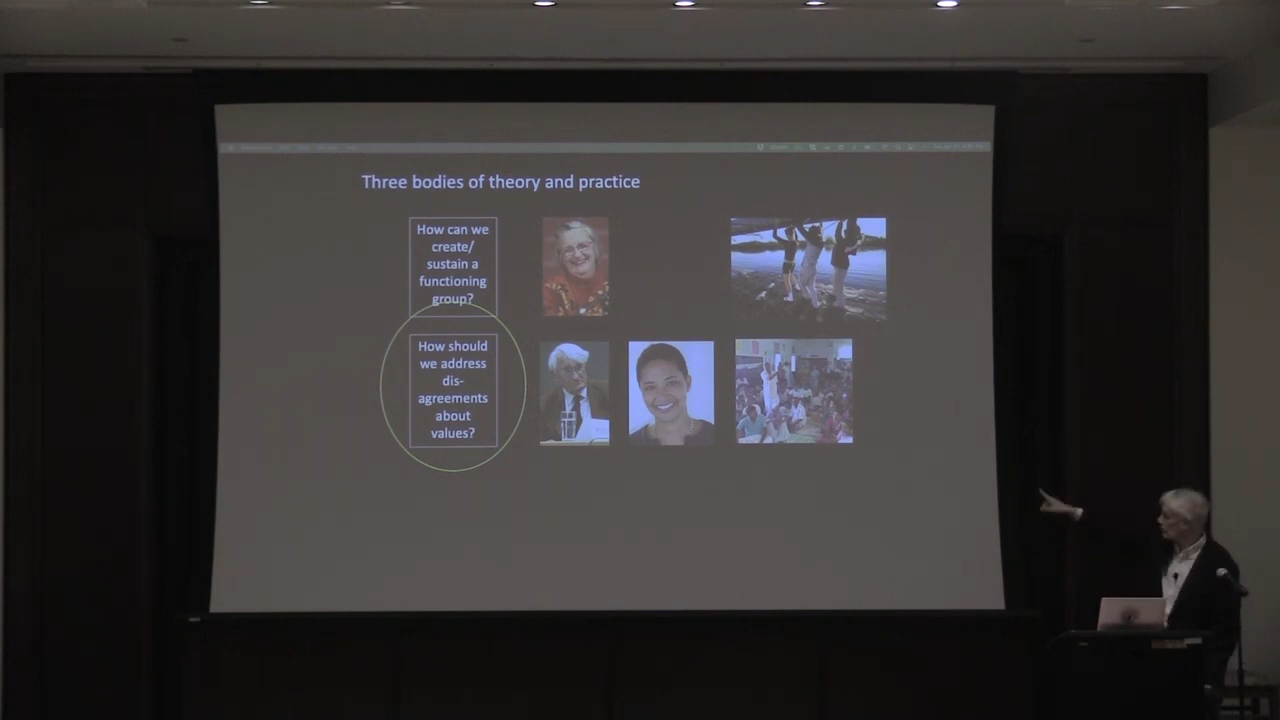 Three bodies of theory and practice
How can we
create/
sustain a
functioning
group?
How should
we address
dis-
agreements
about
values?